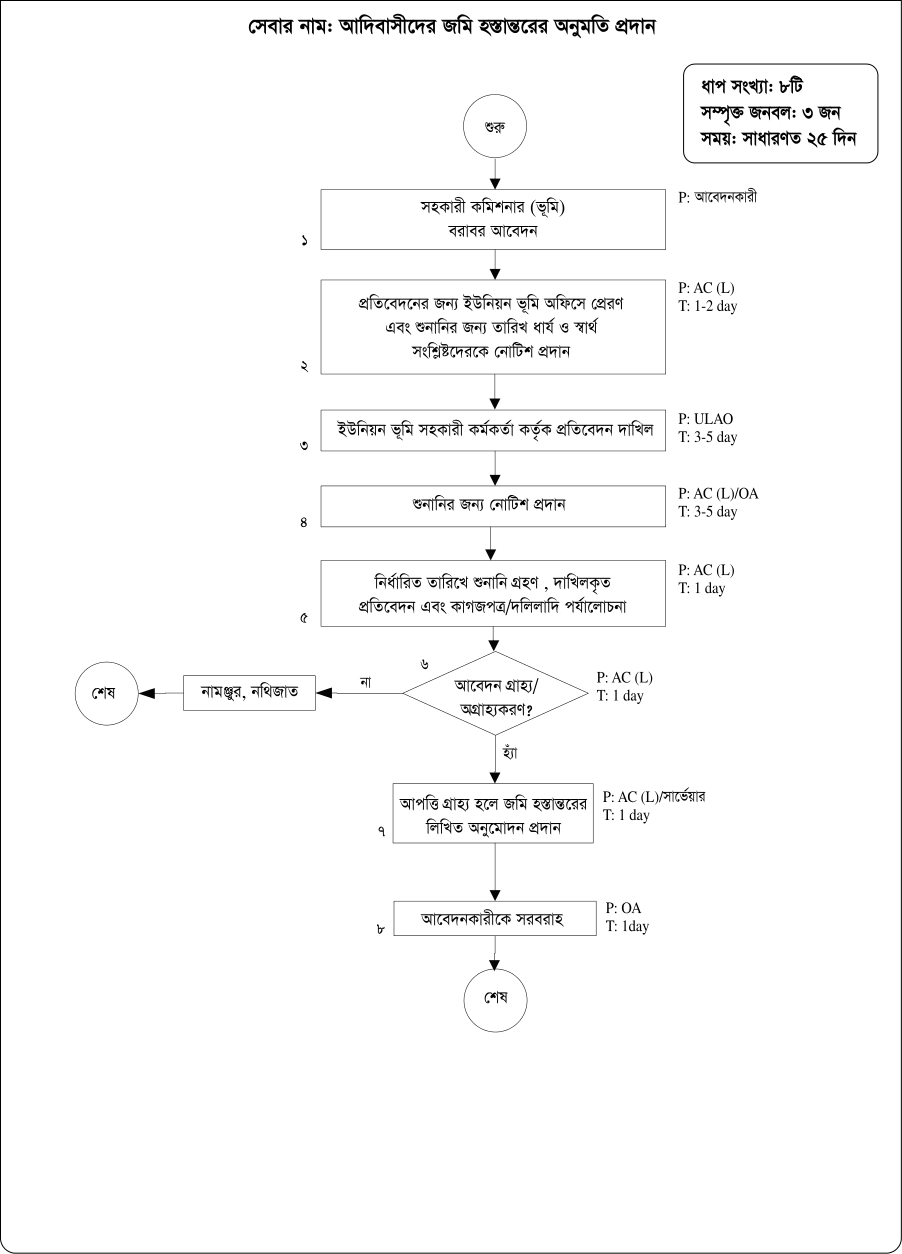 সেবার নাম: আদিবাসীদের জমি হস্তান্তরের অনুমতি প্রদান
ধাপ সংখ্যা: ৮টি
সম্পৃক্ত জনবল: ৩ জন
সময়: সাধারণত ২৫ দিন
শুরু
সহকারী কমিশনার (ভূমি)
বরাবর আবেদন
১
P: আবেদনকারী
প্রতিবেদনের জন্য ইউনিয়ন ভূমি অফিসে প্রেরণ
এবং শুনানির জন্য তারিখ ধার্য ও স্বার্থ
সংশ্লিষ্টদেরকে নোটিশ প্রদান
২
P: AC (L)
T: 1-2 day
ইউনিয়ন ভূমি সহকারী কর্মকর্তা কর্তৃক প্রতিবেদন দাখিল
৩
P: ULAO
T: 3-5 day
শুনানির জন্য নোটিশ প্রদান
৪
P: AC (L)/OA
T: 3-5 day
নির্ধারিত তারিখে শুনানি গ্রহণ , দাখিলকৃত
প্রতিবেদন এবং কাগজপত্র/দলিলাদি পর্যালোচনা
৫
P: AC (L)
T: 1 day
৬
আবেদন গ্রাহ্য/
অগ্রাহ্যকরণ?
P: AC (L)
T: 1 day
না
নামঞ্জুর, নথিজাত
শেষ
হ্যাঁ
আপত্তি গ্রাহ্য হলে জমি হস্তান্তরের
লিখিত অনুমোদন প্রদান
৭
P: AC (L)/সার্ভেয়ার
T: 1 day
আবেদনকারীকে সরবরাহ
৮
P: OA
T: 1day
শেষ